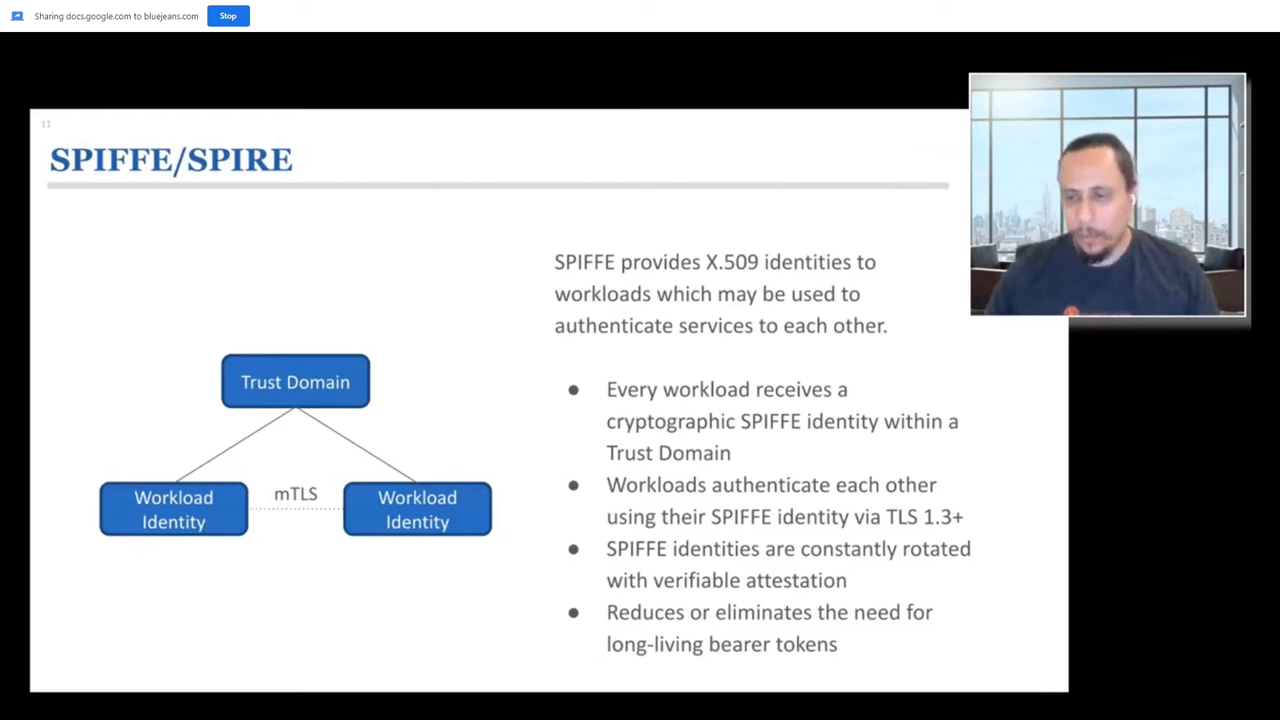 Sharing docs.google.com to bluejeans.com
Stop
11
SPIFFE/SPIRE
SPIFFE provides X.509 identities to
workloads which may be used to
authenticate services to each other.
● Every workload receives a
cryptographic SPIFFE identity within a
Trust Domain
● Workloads authenticate each other
using their SPIFFE identity via TLS 1.3+
● SPIFFE identities are constantly rotated
with verifiable attestation
● Reduces or eliminates the need for
long-living bearer tokens
Trust Domain
Workload
Identity
mTLS
Workload
Identity